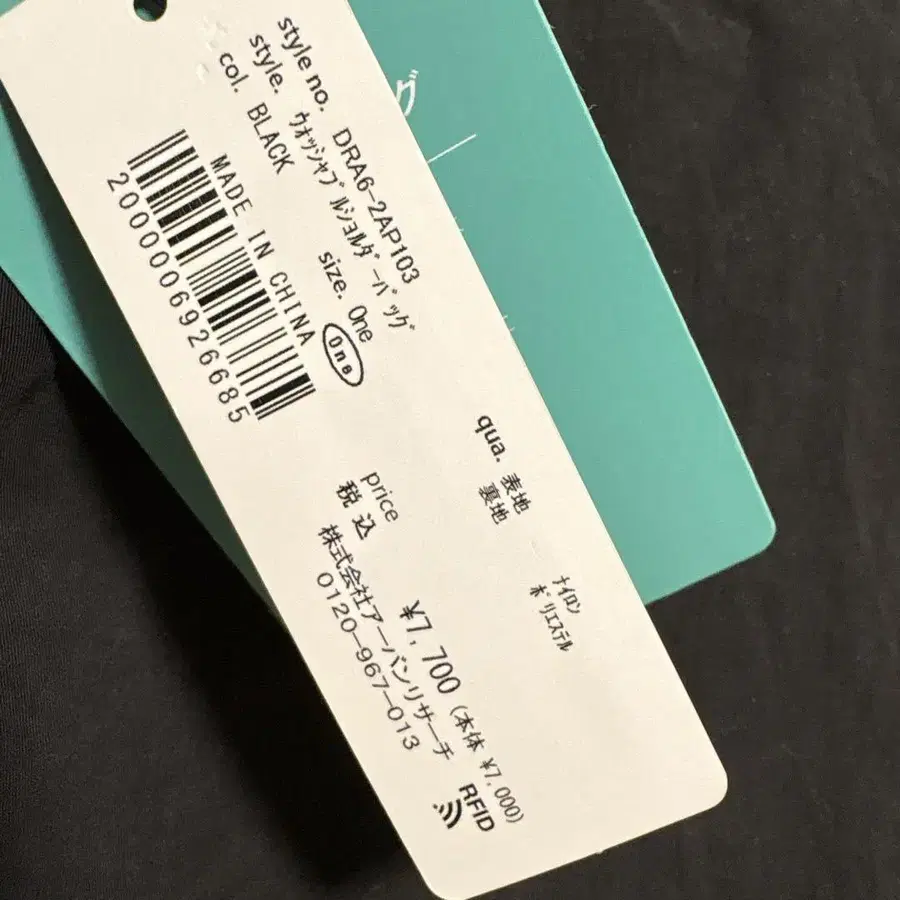 style no. DRA6-2AP103
style. ｳｫｯｼｬﾌﾞﾙｼｮﾙﾀﾞｰﾊﾞｯｸﾞ
col. BLACK size. One
One
MADE IN CHINA
2000006926685
qua. 表地 ﾅｲﾛﾝ
裏地 ﾎﾟﾘｴｽﾃﾙ
price
税込 ¥7,700 (本体 ¥7,000)
株式会社アーバンリサーチ
0120-967-013
RFID
グ